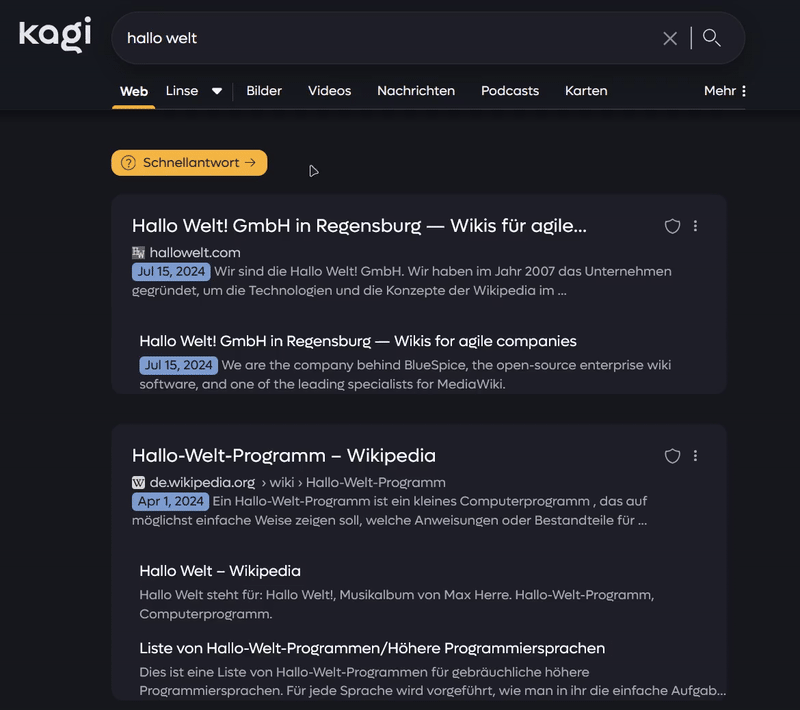 kagi
hallo welt
Web Linse Bilder Videos Nachrichten Podcasts Karten Mehr
Schnellantwort →
Hallo Welt! GmbH in Regensburg — Wikis für agile...
hallowelt.com
Jul 15, 2024 Wir sind die Hallo Welt! GmbH. Wir haben im Jahr 2007 das Unternehmen
gegründet, um die Technologien und die Konzepte der Wikipedia im ...
Hallo Welt! GmbH in Regensburg — Wikis for agile companies
Jul 15, 2024 We are the company behind BlueSpice, the open-source enterprise wiki
software, and one of the leading specialists for MediaWiki.
Hallo-Welt-Programm – Wikipedia
W de.wikipedia.org › wiki › Hallo-Welt-Programm
Apr 1, 2024 Ein Hallo-Welt-Programm ist ein kleines Computerprogramm , das auf
möglichst einfache Weise zeigen soll, welche Anweisungen oder Bestandteile für ...
Hallo Welt – Wikipedia
Hallo Welt steht für: Hallo Welt!, Musikalbum von Max Herre. Hallo-Welt-Programm,
Computerprogramm.
Liste von Hallo-Welt-Programmen/Höhere Programmiersprachen
Dies ist eine Liste von Hallo-Welt-Programmen für gebräuchliche höhere
Programmiersprachen. Für jede Sprache wird vorgeführt, wie man in ihr die einfache Aufgab...